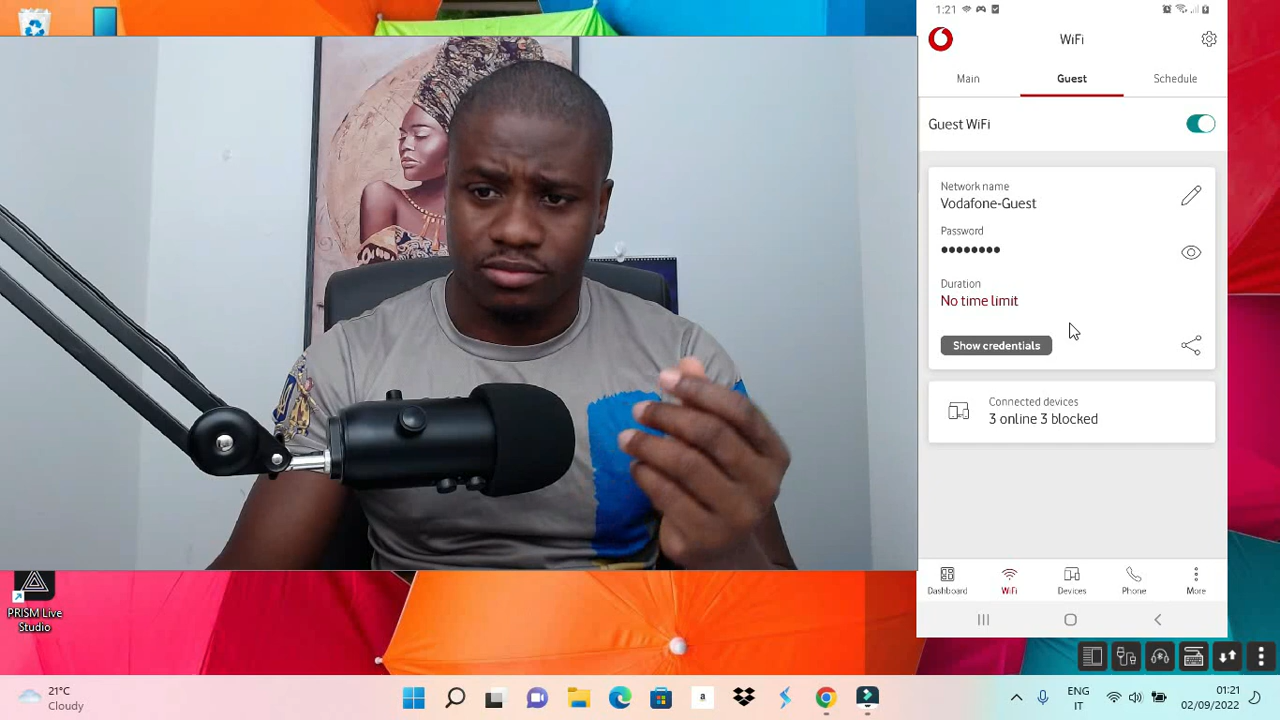 1:21
WiFi
Main
Guest
Schedule
Guest WiFi
Network name
Vodafone-Guest
Password
••••••••
Duration
No time limit
Show credentials
Connected devices
3 online 3 blocked
Dashboard
WiFi
Devices
Phone
More
PRISM Live
Studio
21°C
Cloudy
a
ENG
IT
01:21
02/09/2022